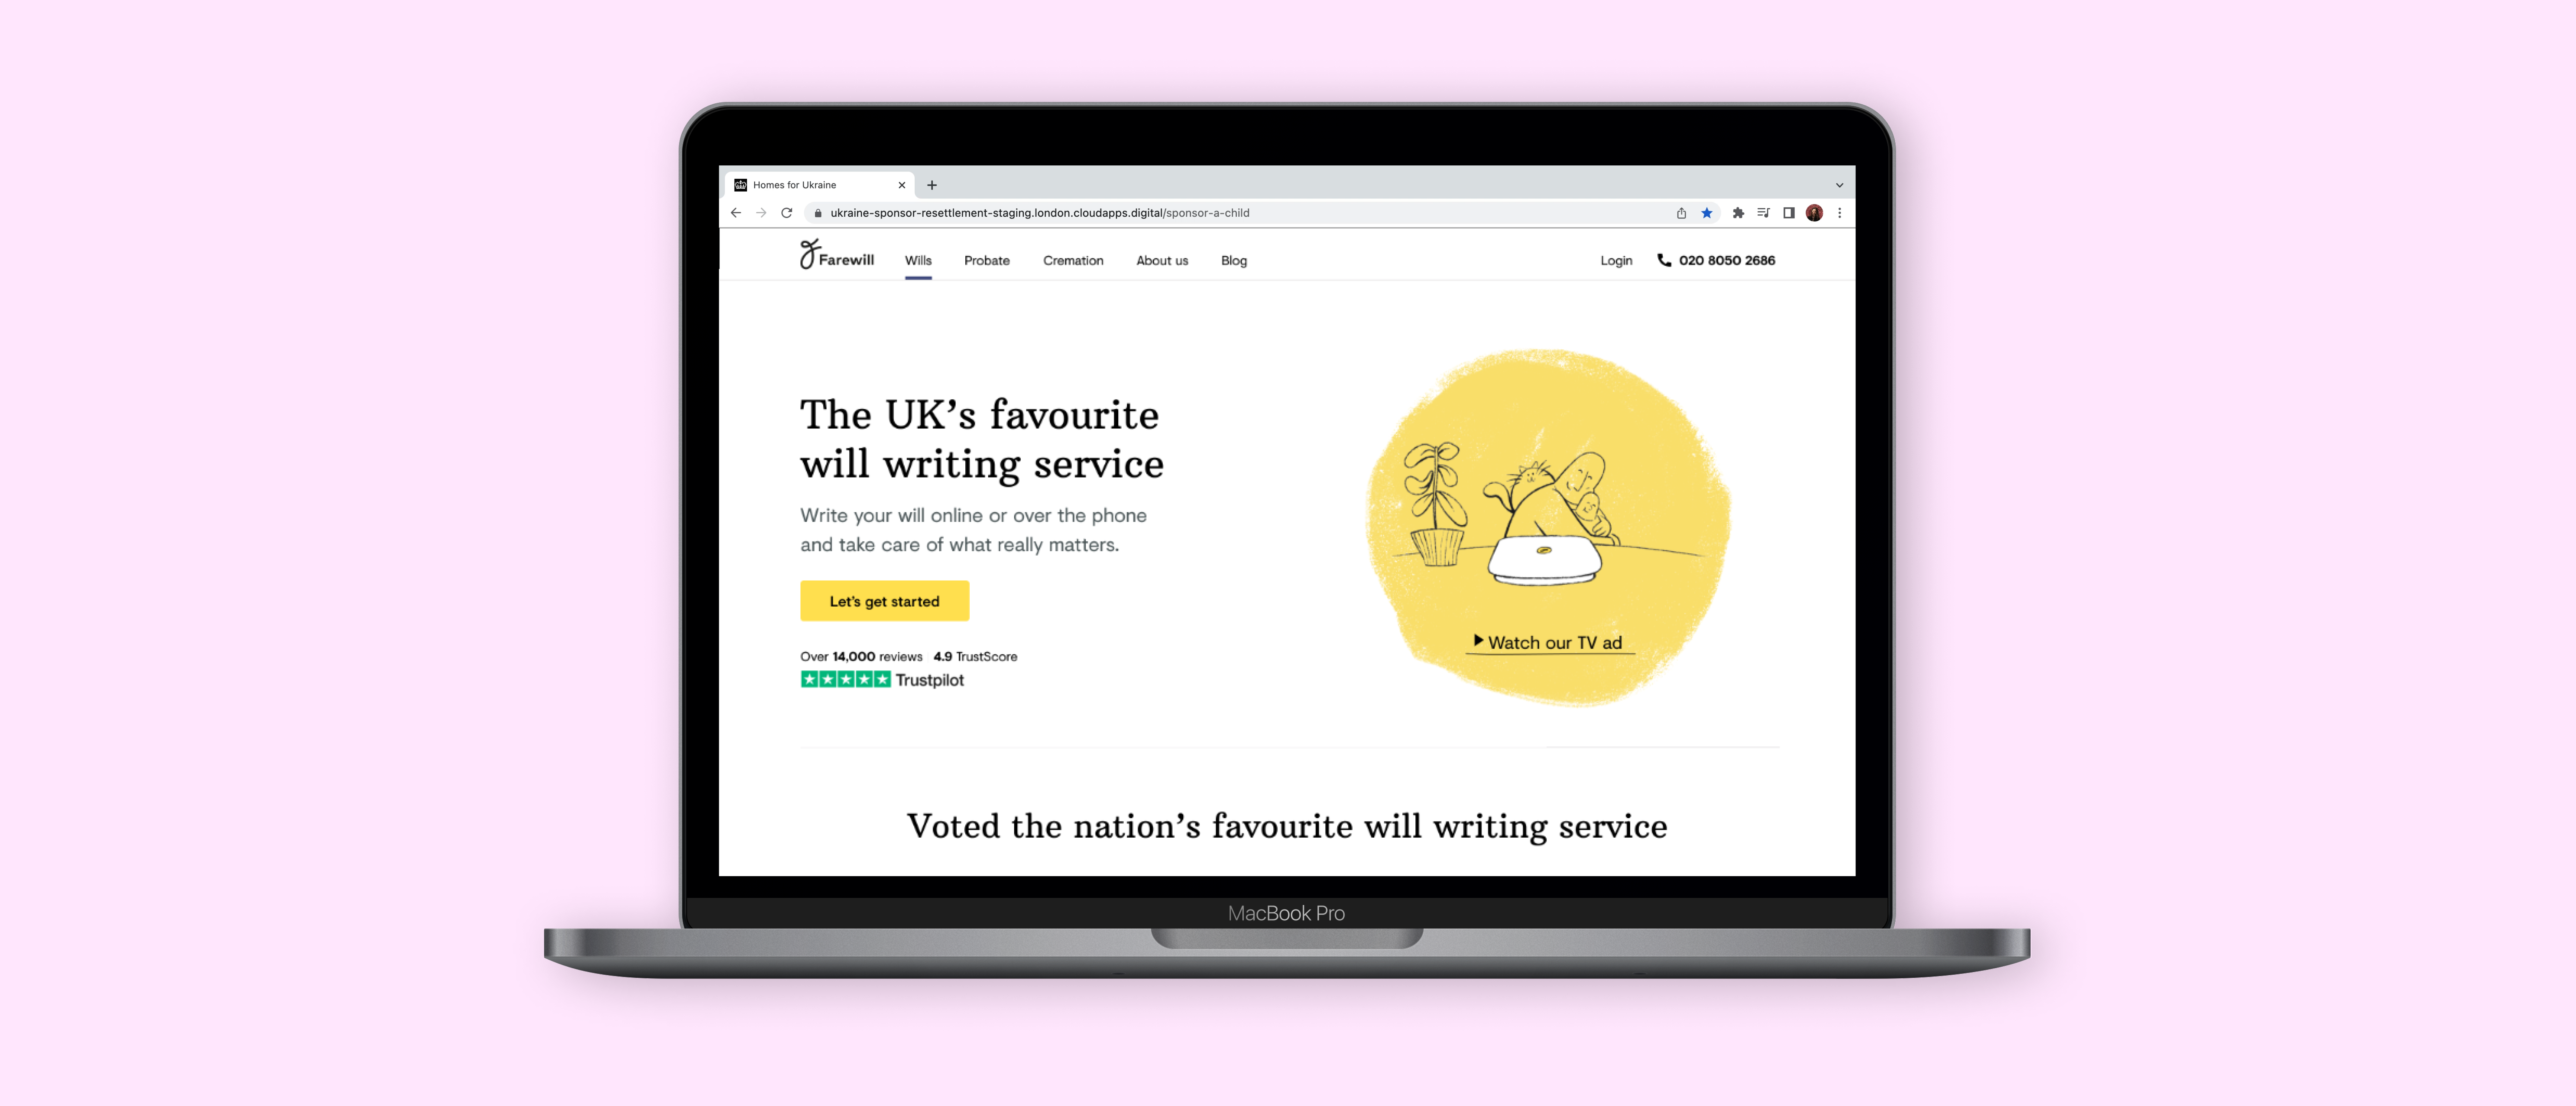 Homes for Ukraine
ukraine-sponsor-resettlement-staging.london.cloudapps.digital/sponsor-a-child
Farewill Wills Probate Cremation About us Blog Login 020 8050 2686
The UK’s favourite
will writing service
Write your will online or over the phone
and take care of what really matters.
Let’s get started
Over 14,000 reviews 4.9 TrustScore
Trustpilot
Watch our TV ad
Voted the nation’s favourite will writing service
MacBook Pro